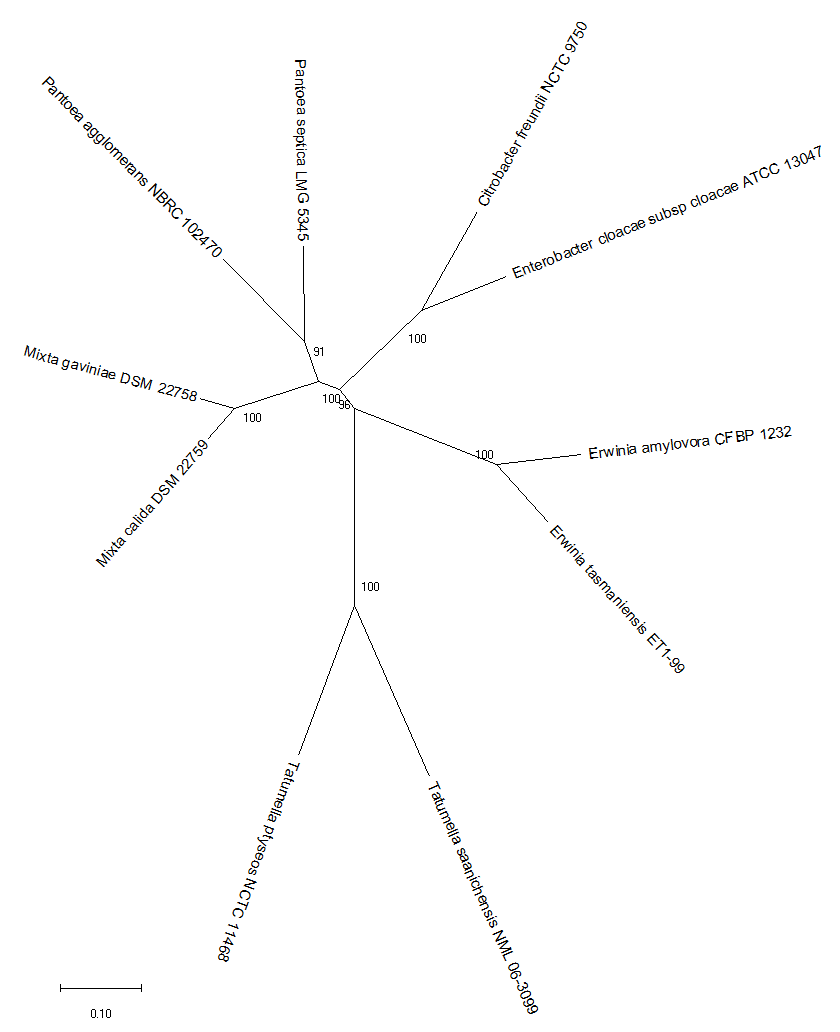 Citrobacter freundii NCTC 9750
Pantoea septica LMG 5345
Pantoea agglomerans NBRC 102470
Enterobacter cloacae subsp cloacae ATCC 13047
100
91
Mixta gaviniae DSM 22758
100
96
100
Mixta calida DSM 22759
Erwinia amylovora CFBP 1232
100
Erwinia tasmaniensis ET1-99
100
Tatumella ptyseos NCTC 11468
Tatumella saanichensis NML 06-3099
0.10